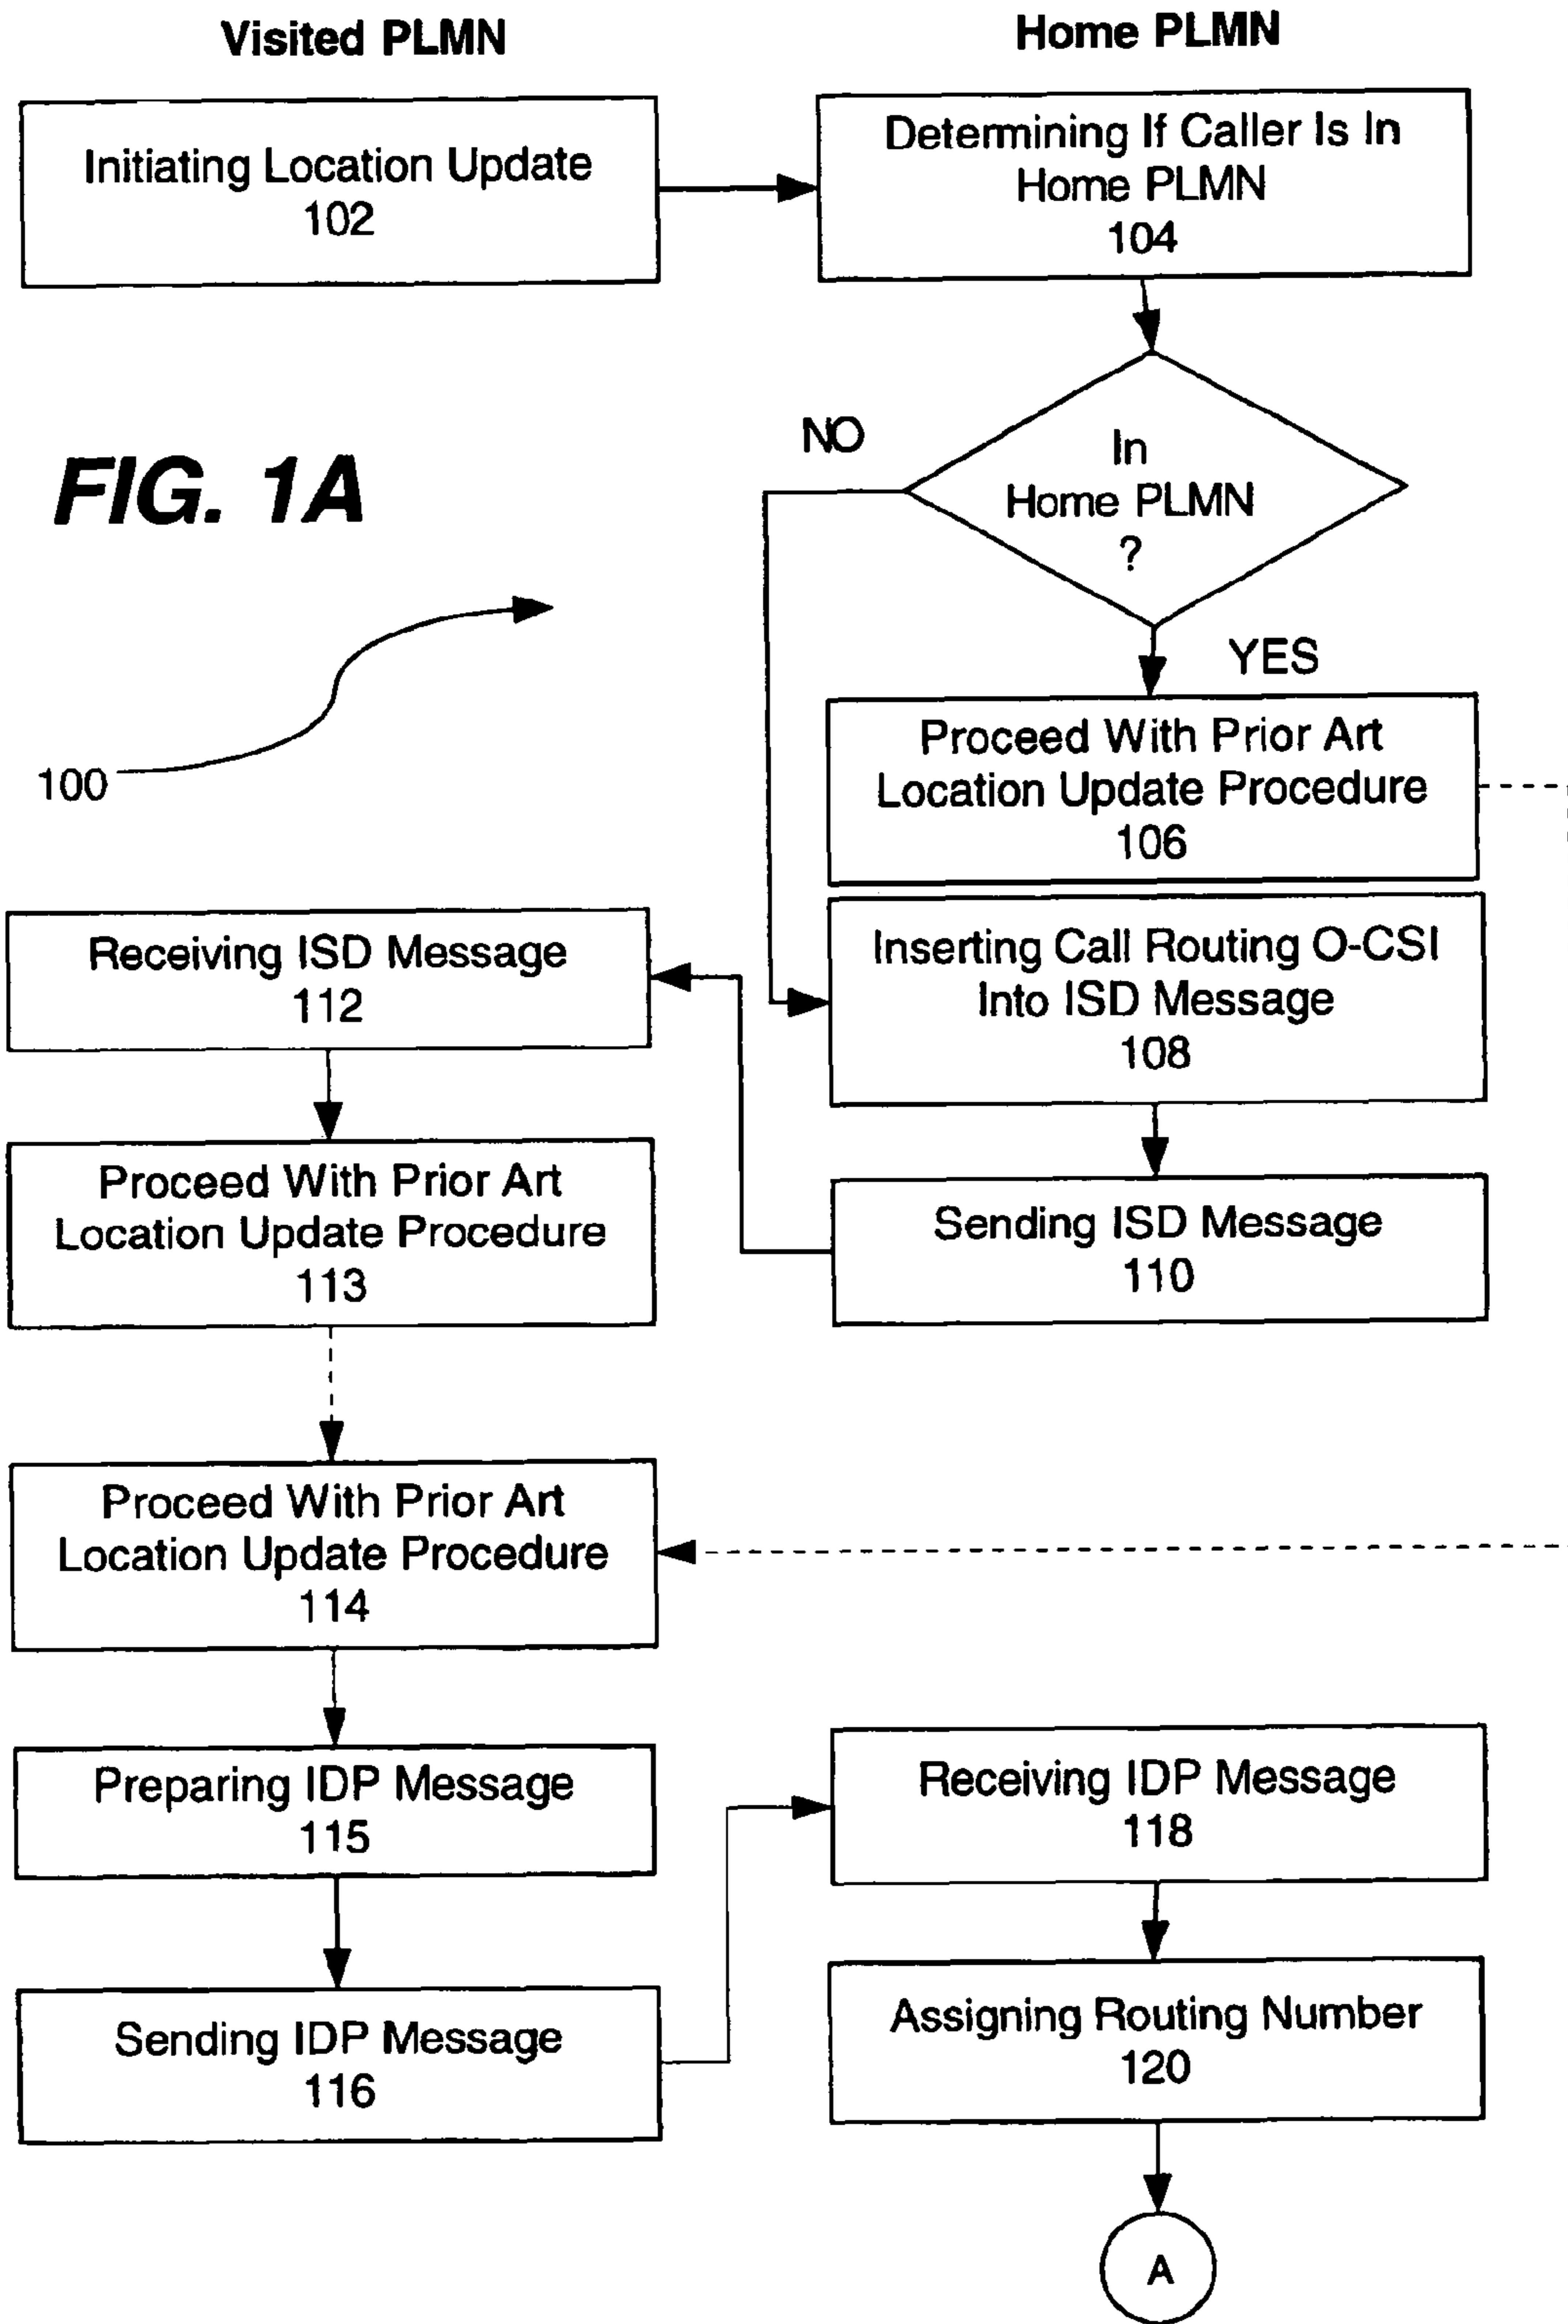 Visited PLMN
Home PLMN
Initiating Location Update
102
Determining If Caller Is In
Home PLMN
104
FIG. 1A
NO
In
Home PLMN
?
YES
100
Proceed With Prior Art
Location Update Procedure
106
Receiving ISD Message
112
Inserting Call Routing O-CSI
Into ISD Message
108
Proceed With Prior Art
Location Update Procedure
113
Sending ISD Message
110
Proceed With Prior Art
Location Update Procedure
114
Preparing IDP Message
115
Receiving IDP Message
118
Sending IDP Message
116
Assigning Routing Number
120
A